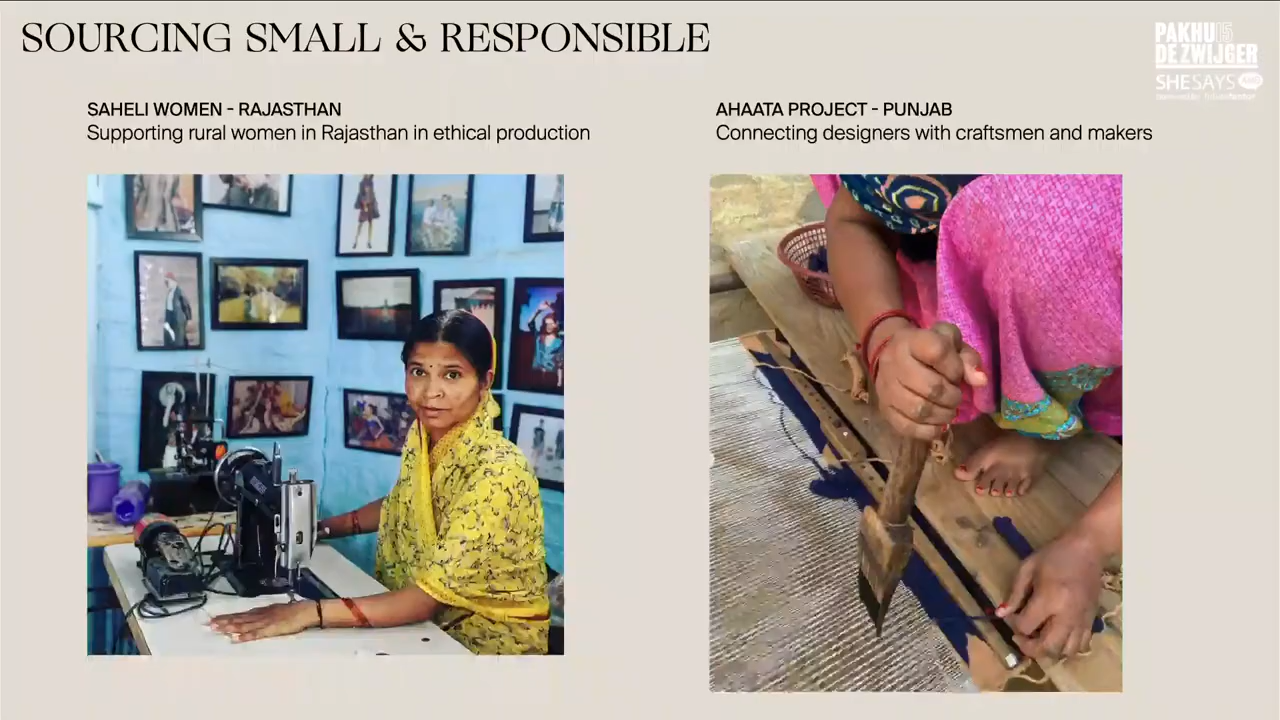 SOURCING SMALL & RESPONSIBLE
PAKHU15
DE ZWIJGER
SHESAYS
SAHELI WOMEN - RAJASTHAN
Supporting rural women in Rajasthan in ethical production
AHAATA PROJECT - PUNJAB
Connecting designers with craftsmen and makers